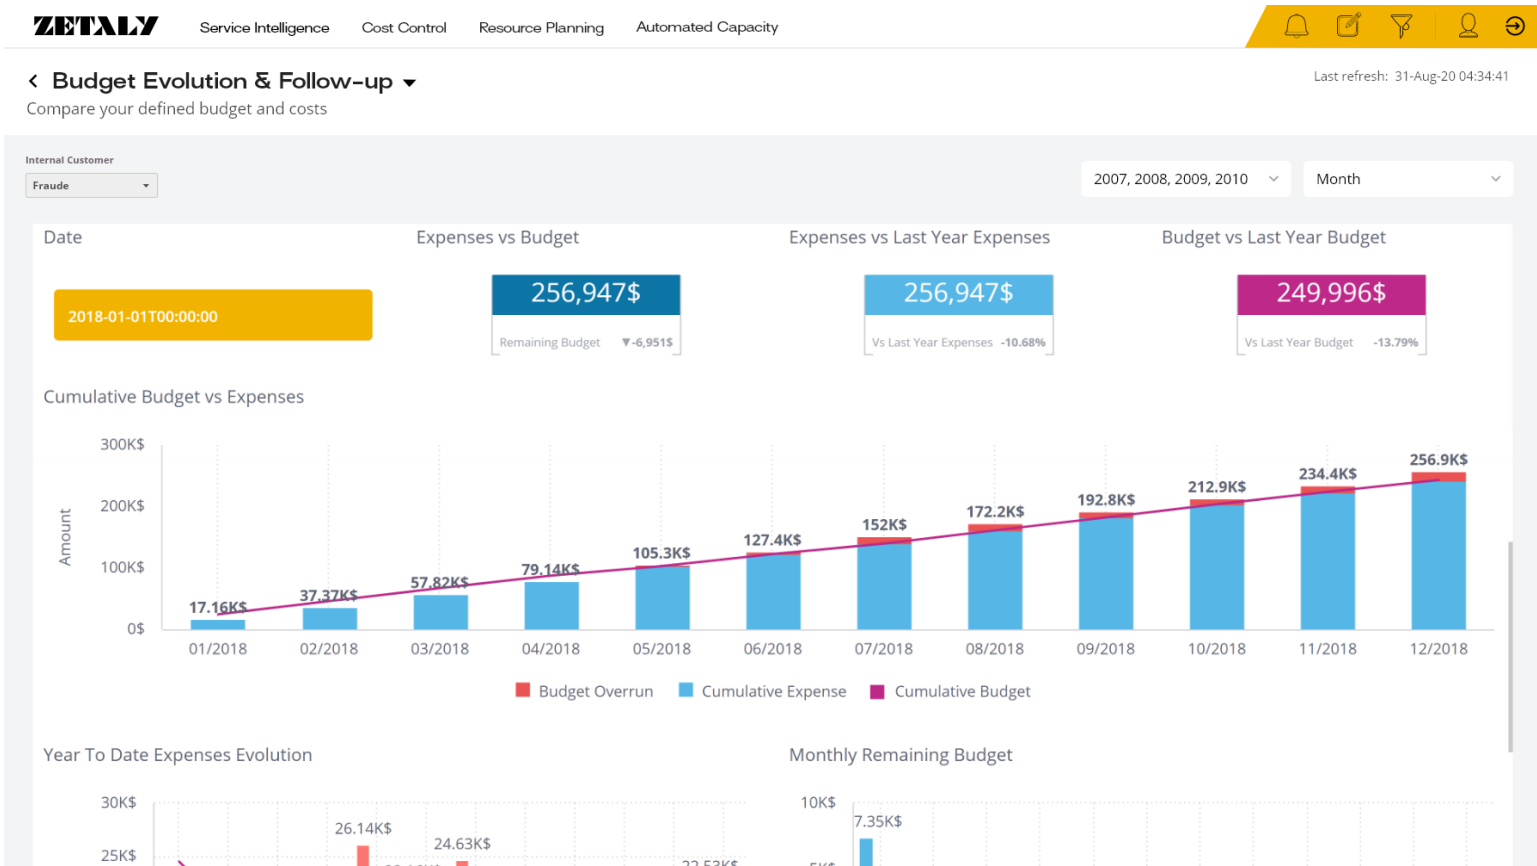 ZETALY
Service Intelligence
Cost Control
Resource Planning
Automated Capacity
Budget Evolution & Follow-up
Last refresh: 31-Aug-20 04:34:41
Compare your defined budget and costs
Internal Customer
Fraude
2007, 2008, 2009, 2010
Month
Date
Expenses vs Budget
Expenses vs Last Year Expenses
Budget vs Last Year Budget
2018-01-01T00:00:00
256,947$
Remaining Budget ▼-6,951$
256,947$
Vs Last Year Expenses -10.68%
249,996$
Vs Last Year Budget -13.79%
Cumulative Budget vs Expenses
Amount
300K$
200K$
100K$
0$
17.16K$
37.37K$
57.82K$
79.14K$
105.3K$
127.4K$
152K$
172.2K$
192.8K$
212.9K$
234.4K$
256.9K$
01/2018
02/2018
03/2018
04/2018
05/2018
06/2018
07/2018
08/2018
09/2018
10/2018
11/2018
12/2018
Budget Overrun
Cumulative Expense
Cumulative Budget
Year To Date Expenses Evolution
30K$
25K$
26.14K$
24.63K$
Monthly Remaining Budget
10K$
7.35K$